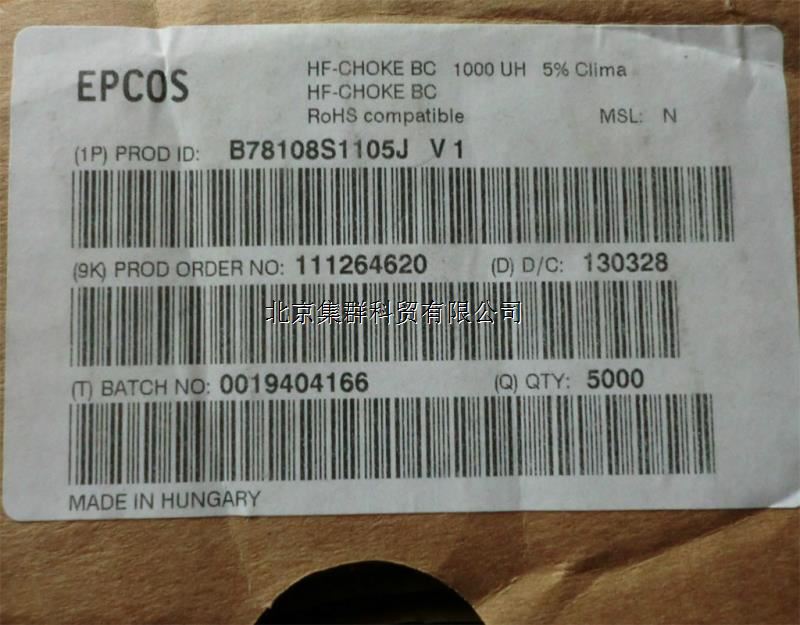 EPCOS
HF-CHOKE BC 1000 UH 5% Clima
HF-CHOKE BC
RoHS compatible MSL: N
(1P) PROD ID: B78108S1105J V 1
(9K) PROD ORDER NO: 111264620 (D) D/C: 130328
北京集群科贸有限公司
(T) BATCH NO: 0019404166 (Q) QTY: 5000
MADE IN HUNGARY